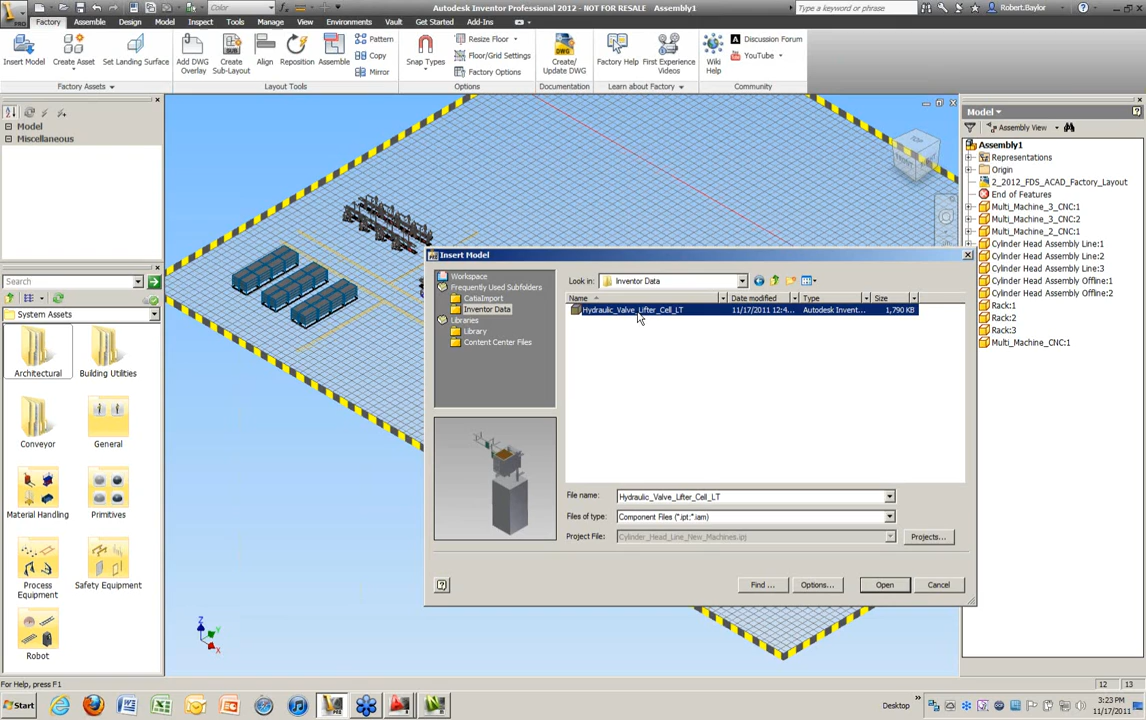 PRO
Color
Autodesk Inventor Professional 2012 - NOT FOR RESALE  Assembly1
Type a keyword or phrase
Robert.Baylor
Factory Assemble Design Model Inspect Tools Manage View Environments Vault Get Started Add-Ins
Insert Model
Create Asset
Set Landing Surface
Add DWG Overlay
Create Sub-Layout
Align
Reposition
Assemble
Pattern
Copy
Mirror
Snap Types
Resize Floor
Floor/Grid Settings
Factory Options
Create/ Update DWG
Factory Help
First Experience Videos
Wiki Help
Discussion Forum
YouTube
Factory Assets
Layout Tools
Options
Documentation
Learn about Factory
Community
Model
Miscellaneous
Search
System Assets
Architectural
Building Utilities
Conveyor
General
Material Handling
Primitives
Process Equipment
Safety Equipment
Robot
TOP
FRONT
Z
Y
X
Insert Model
Workspace
Frequently Used Subfolders
CatiaImport
Inventor Data
Libraries
Library
Content Center Files
Look in:
Inventor Data
Name
Date modified
Type
Size
Hydraulic_Valve_Lifter_Cell_LT
11/17/2011 12:4...
Autodesk Invent...
1,790 KB
File name:
Hydraulic_Valve_Lifter_Cell_LT
Files of type:
Component Files (*.ipt;*.iam)
Project File:
Cylinder_Head_Line_New_Machines.ipj
Projects...
Find ...
Options...
Open
Cancel
Model
Assembly View
Assembly1
Representations
Origin
2_2012_FDS_ACAD_Factory_Layout
End of Features
Multi_Machine_3_CNC:1
Multi_Machine_3_CNC:2
Multi_Machine_2_CNC:1
Cylinder Head Assembly Line:1
Cylinder Head Assembly Line:2
Cylinder Head Assembly Line:3
Cylinder Head Assembly Offline:1
Cylinder Head Assembly Offline:2
Rack:1
Rack:2
Rack:3
Multi_Machine_CNC:1
For Help, press F1
12
13
Start
Desktop
3:23 PM
11/17/2011